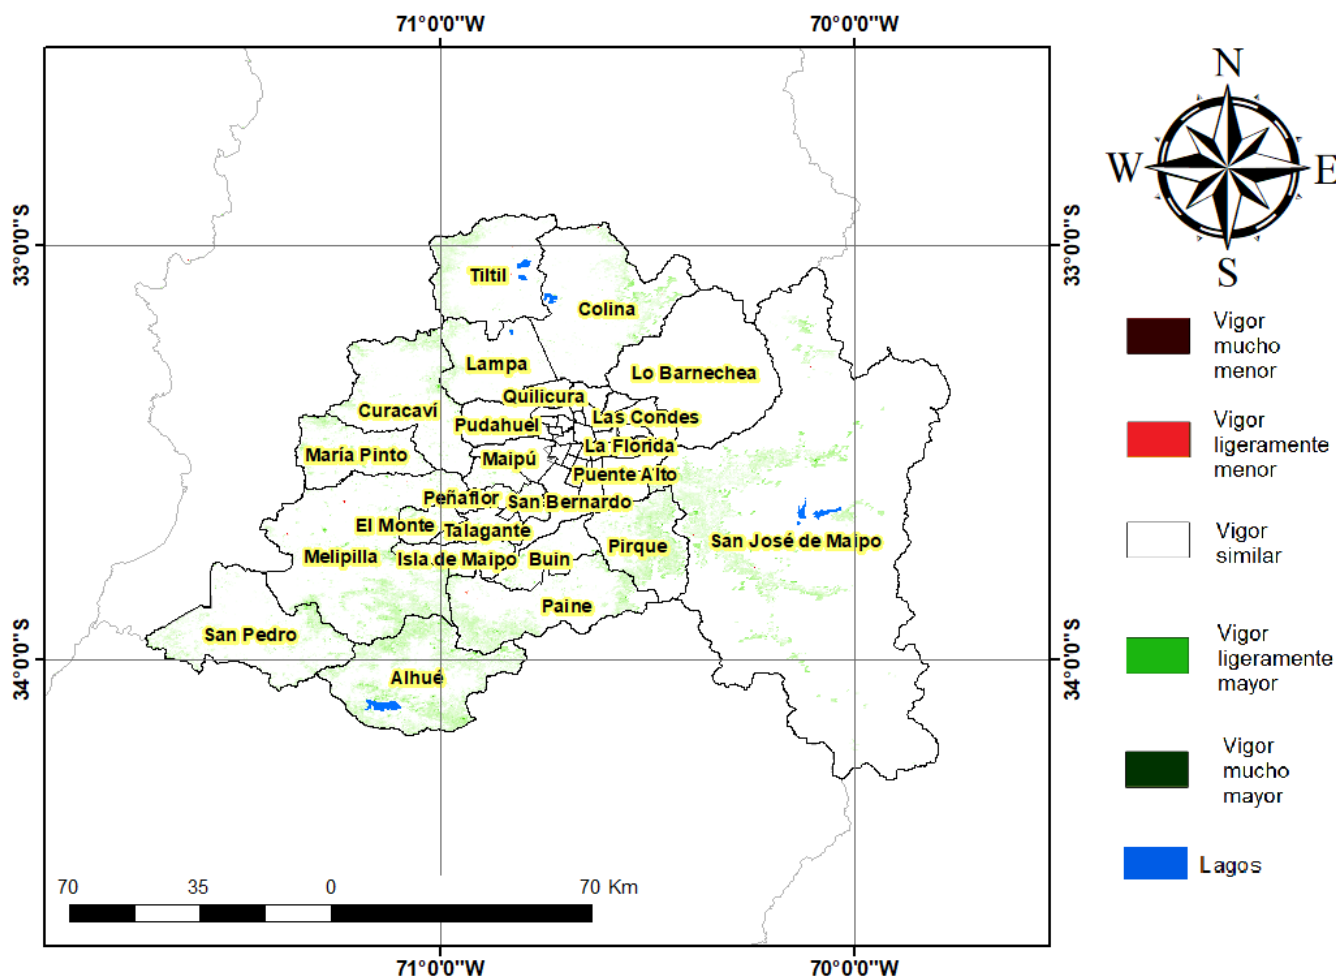 71°0'0"W
70°0'0"W
N
W
E
S
33°0'0"S
33°0'0"S
Tiltil
Colina
Lampa
Lo Barnechea
Quilicura
Curacaví
Las Condes
Pudahuel
La Florida
María Pinto
Maipú
Puente Alto
Peñaflor
San Bernardo
El Monte
Talagante
San José de Maipo
Pirque
Melipilla
Isla de Maipo
Buin
Paine
San Pedro
Alhué
34°0'0"S
34°0'0"S
Vigor
mucho
menor
Vigor
ligeramente
menor
Vigor
similar
Vigor
ligeramente
mayor
Vigor
mucho
mayor
Lagos
70
35
0
70 Km
71°0'0"W
70°0'0"W